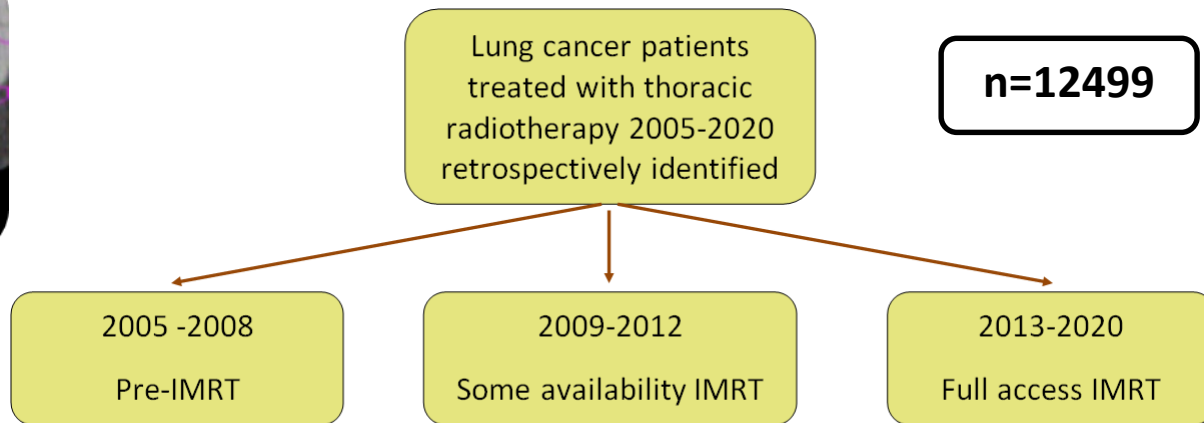 Lung cancer patients
treated with thoracic
radiotherapy 2005-2020
retrospectively identified
n=12499
2005 -2008
Pre-IMRT
2009-2012
Some availability IMRT
2013-2020
Full access IMRT